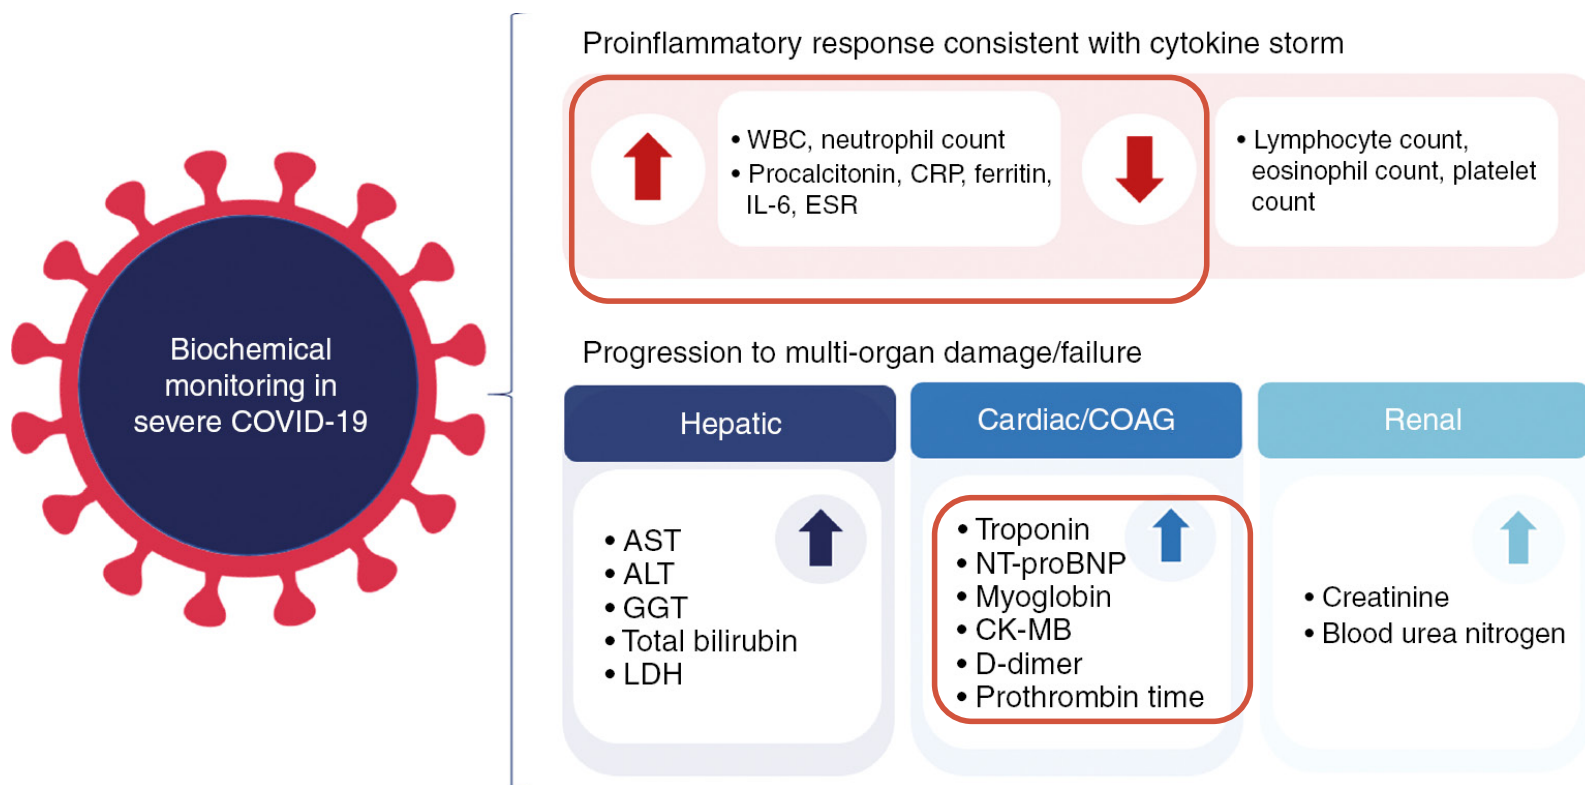 Biochemical
monitoring in
severe COVID-19
Proinflammatory response consistent with cytokine storm
• WBC, neutrophil count
• Procalcitonin, CRP, ferritin,
IL-6, ESR
• Lymphocyte count,
eosinophil count, platelet
count
Progression to multi-organ damage/failure
Hepatic
• AST
• ALT
• GGT
• Total bilirubin
• LDH
Cardiac/COAG
• Troponin
• NT-proBNP
• Myoglobin
• CK-MB
• D-dimer
• Prothrombin time
Renal
• Creatinine
• Blood urea nitrogen